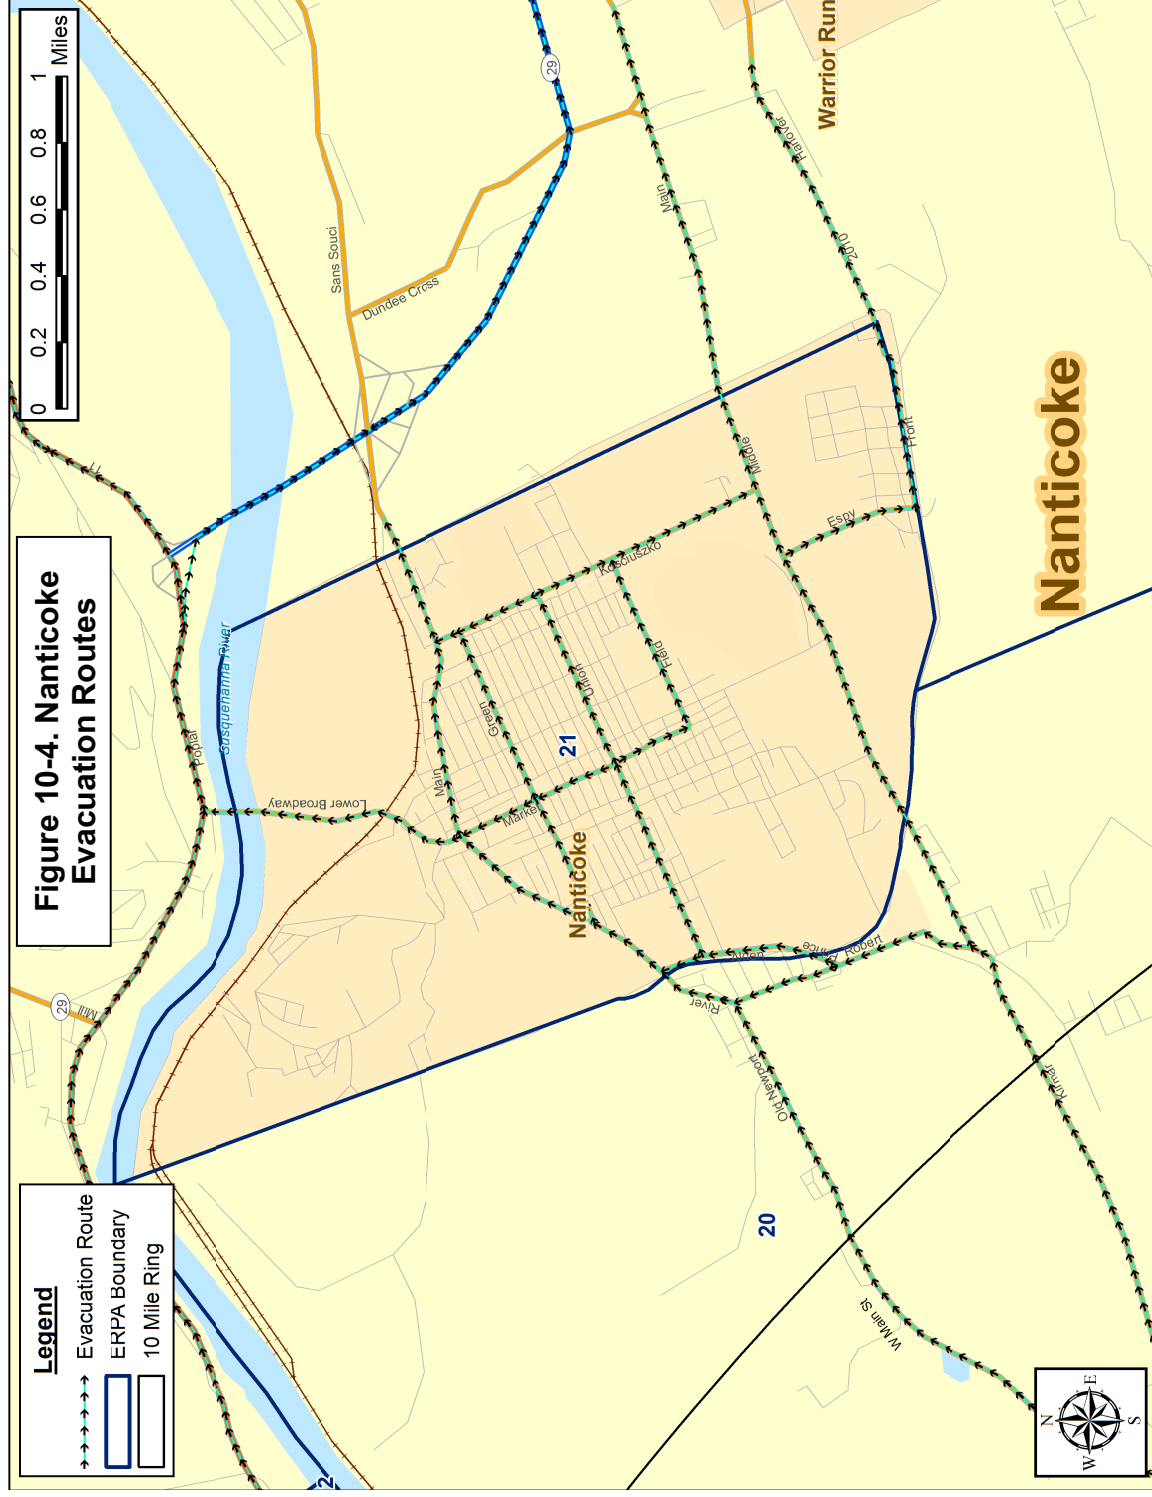 Figure 10-4. Nanticoke
Evacuation Routes
0 0.2 0.4 0.6 0.8 1
Miles
Legend
Evacuation Route
ERPA Boundary
10 Mile Ring
N
W
E
S
11
29
Mill
Poplar
Susquehanna River
Lower Broadway
Sans Souci
Dundee Cross
29
Main
Main
Green
Union
Field
Kosciuszko
Market
Middle
Espy
Front
2010
Hanover
Warrior Run
21
Nanticoke
Nanticoke
Alden
Prince
Robert
River
Old Newport
Kirmar
W Main St
20
2